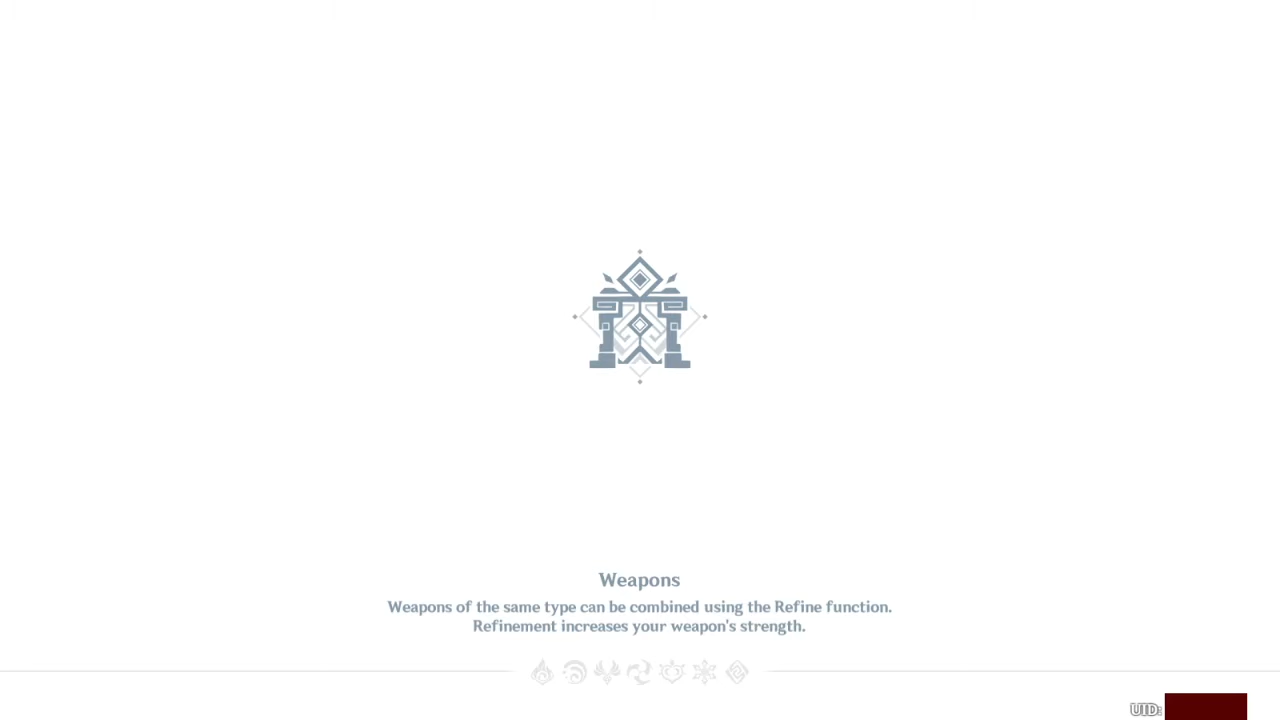 Weapons
Weapons of the same type can be combined using the Refine function.
Refinement increases your weapon's strength.
UID: